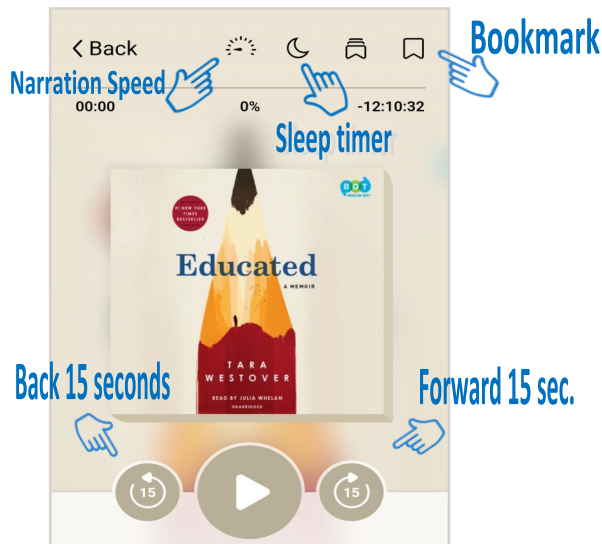 Back
Bookmark
Narration Speed
00:00
0%
-12:10:32
Sleep timer
BOT
#1 NEW YORK
TIMES
BESTSELLER
Educated
A MEMOIR
TARA
WESTOVER
READ BY JULIA WHELAN
UNABRIDGED
Back 15 seconds
Forward 15 sec.
15
15